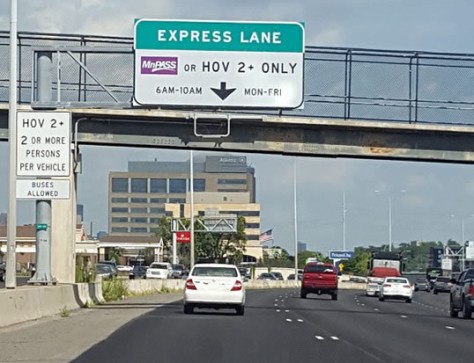 EXPRESS LANE
MnPASS OR HOV 2+ ONLY
6AM-10AM MON-FRI
HOV 2+
2 OR MORE
PERSONS
PER VEHICLE
BUSES
ALLOWED